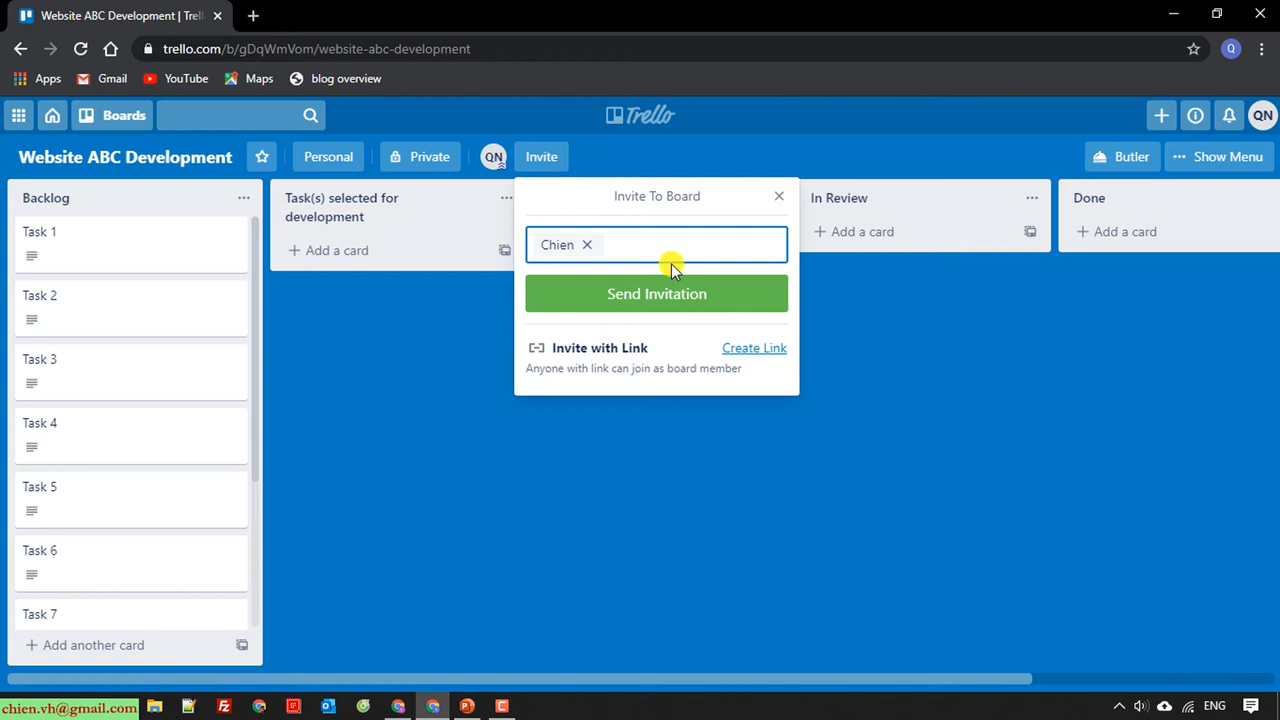 Website ABC Development | Trell
trello.com/b/gDqWmVom/website-abc-development
Q
Apps Gmail YouTube Maps blog overview
Boards Trello QN
Website ABC Development Personal Private QN Invite Butler Show Menu
Backlog
Task 1
Task 2
Task 3
Task 4
Task 5
Task 6
Task 7
Add another card
Task(s) selected for
development
Add a card
Invite To Board
Chien
Send Invitation
Invite with Link Create Link
Anyone with link can join as board member
In Review
Add a card
Done
Add a card
chien.vh@gmail.com
ENG